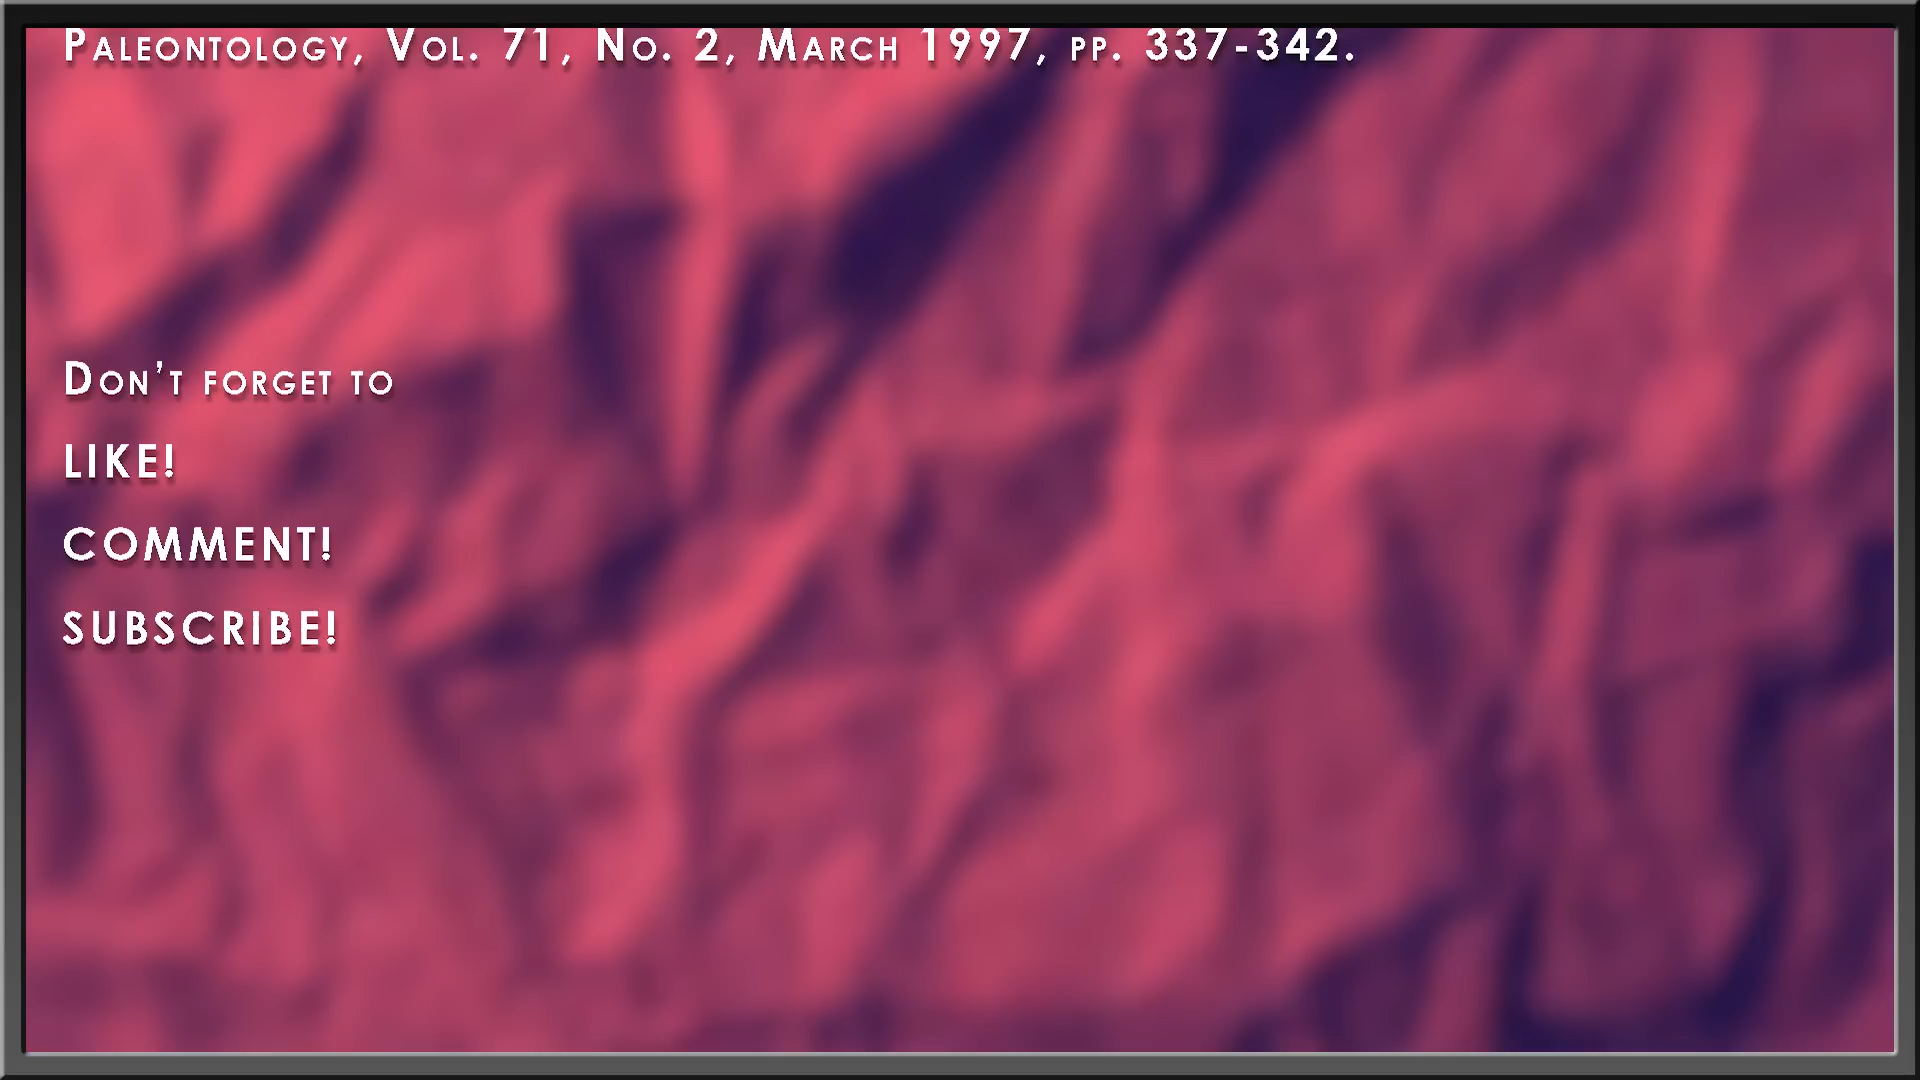 Paleontology, Vol. 71, No. 2, March 1997, pp. 337-342.
Don't forget to
LIKE!
COMMENT!
SUBSCRIBE!